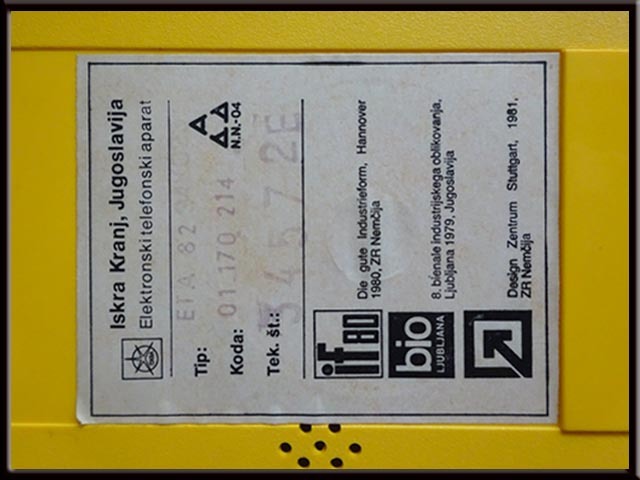 Iskra Kranj, Jugoslavija
Elektronski telefonski aparat
Tip: ETA 82
Koda: 01 170 214
Tek. št.: 34572E
N.N.-04
if 80
Die gute Industrieform, Hannover
1980, ZR Nemčija
bio
LJUBLJANA
8. bienale industrijskega oblikovanja,
Ljubljana 1979, Jugoslavija
Design Zentrum Stuttgart, 1981,
ZR Nemčija